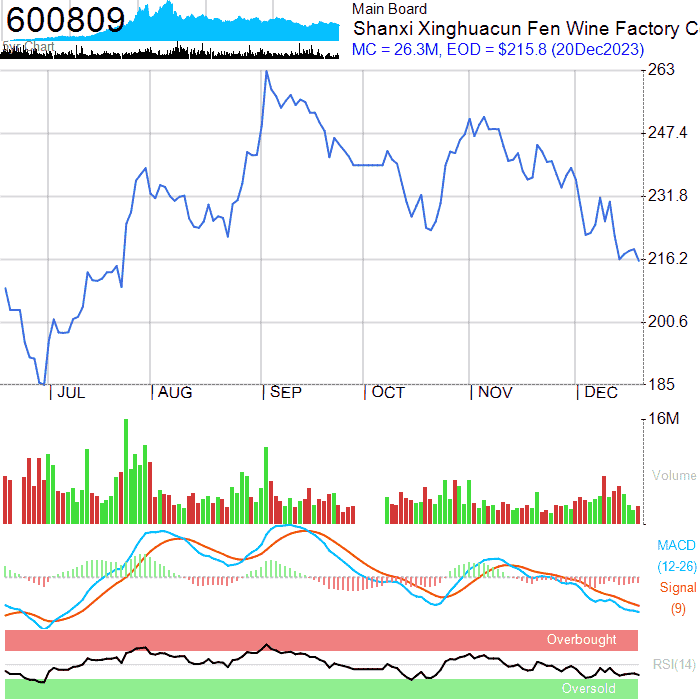 600809
Main Board
Shanxi Xinghuacun Fen Wine Factory C
5yr Chart
MC = 26.3M, EOD = $215.8 (20Dec2023)
263
247.4
231.8
216.2
200.6
185
JUL
AUG
SEP
OCT
NOV
DEC
16M
Volume
MACD
(12-26)
Signal
(9)
Overbought
RSI(14)
Oversold